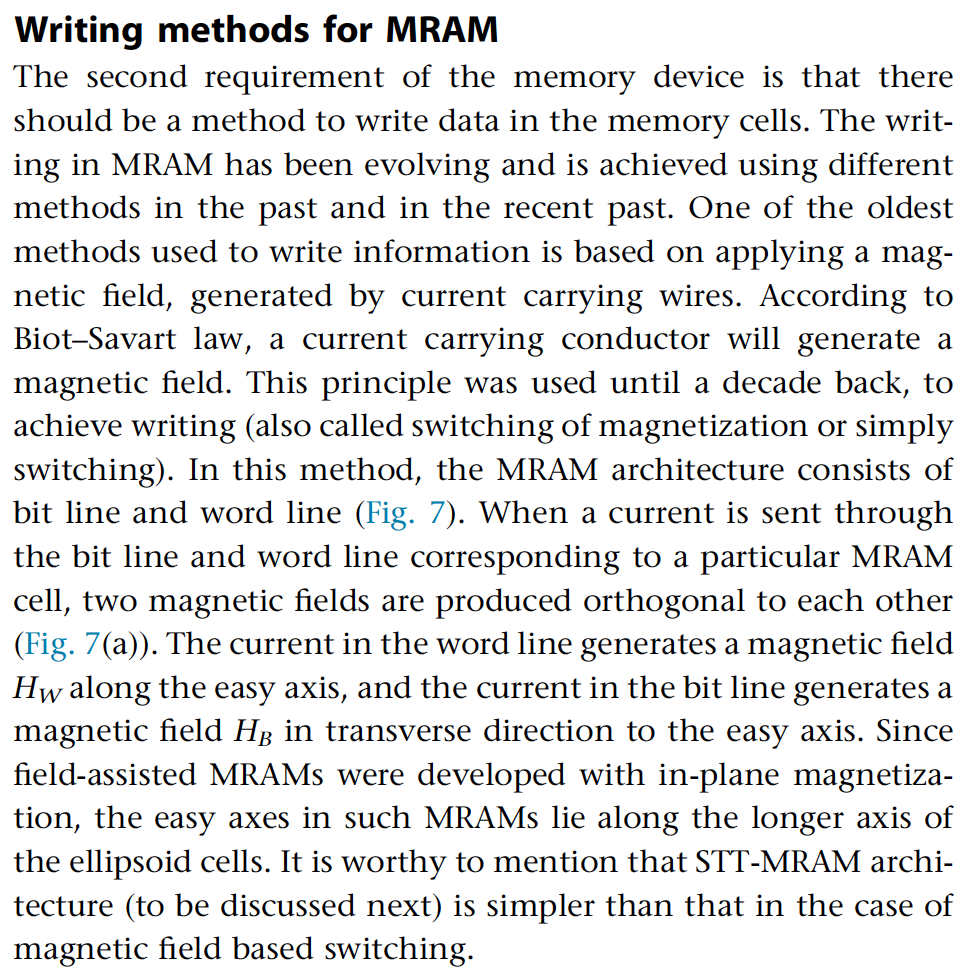 Writing methods for MRAM
The second requirement of the memory device is that there
should be a method to write data in the memory cells. The writ-
ing in MRAM has been evolving and is achieved using different
methods in the past and in the recent past. One of the oldest
methods used to write information is based on applying a mag-
netic field, generated by current carrying wires. According to
Biot–Savart law, a current carrying conductor will generate a
magnetic field. This principle was used until a decade back, to
achieve writing (also called switching of magnetization or simply
switching). In this method, the MRAM architecture consists of
bit line and word line (Fig. 7). When a current is sent through
the bit line and word line corresponding to a particular MRAM
cell, two magnetic fields are produced orthogonal to each other
(Fig. 7(a)). The current in the word line generates a magnetic field
H_W along the easy axis, and the current in the bit line generates a
magnetic field H_B in transverse direction to the easy axis. Since
field-assisted MRAMs were developed with in-plane magnetiza-
tion, the easy axes in such MRAMs lie along the longer axis of
the ellipsoid cells. It is worthy to mention that STT-MRAM archi-
tecture (to be discussed next) is simpler than that in the case of
magnetic field based switching.